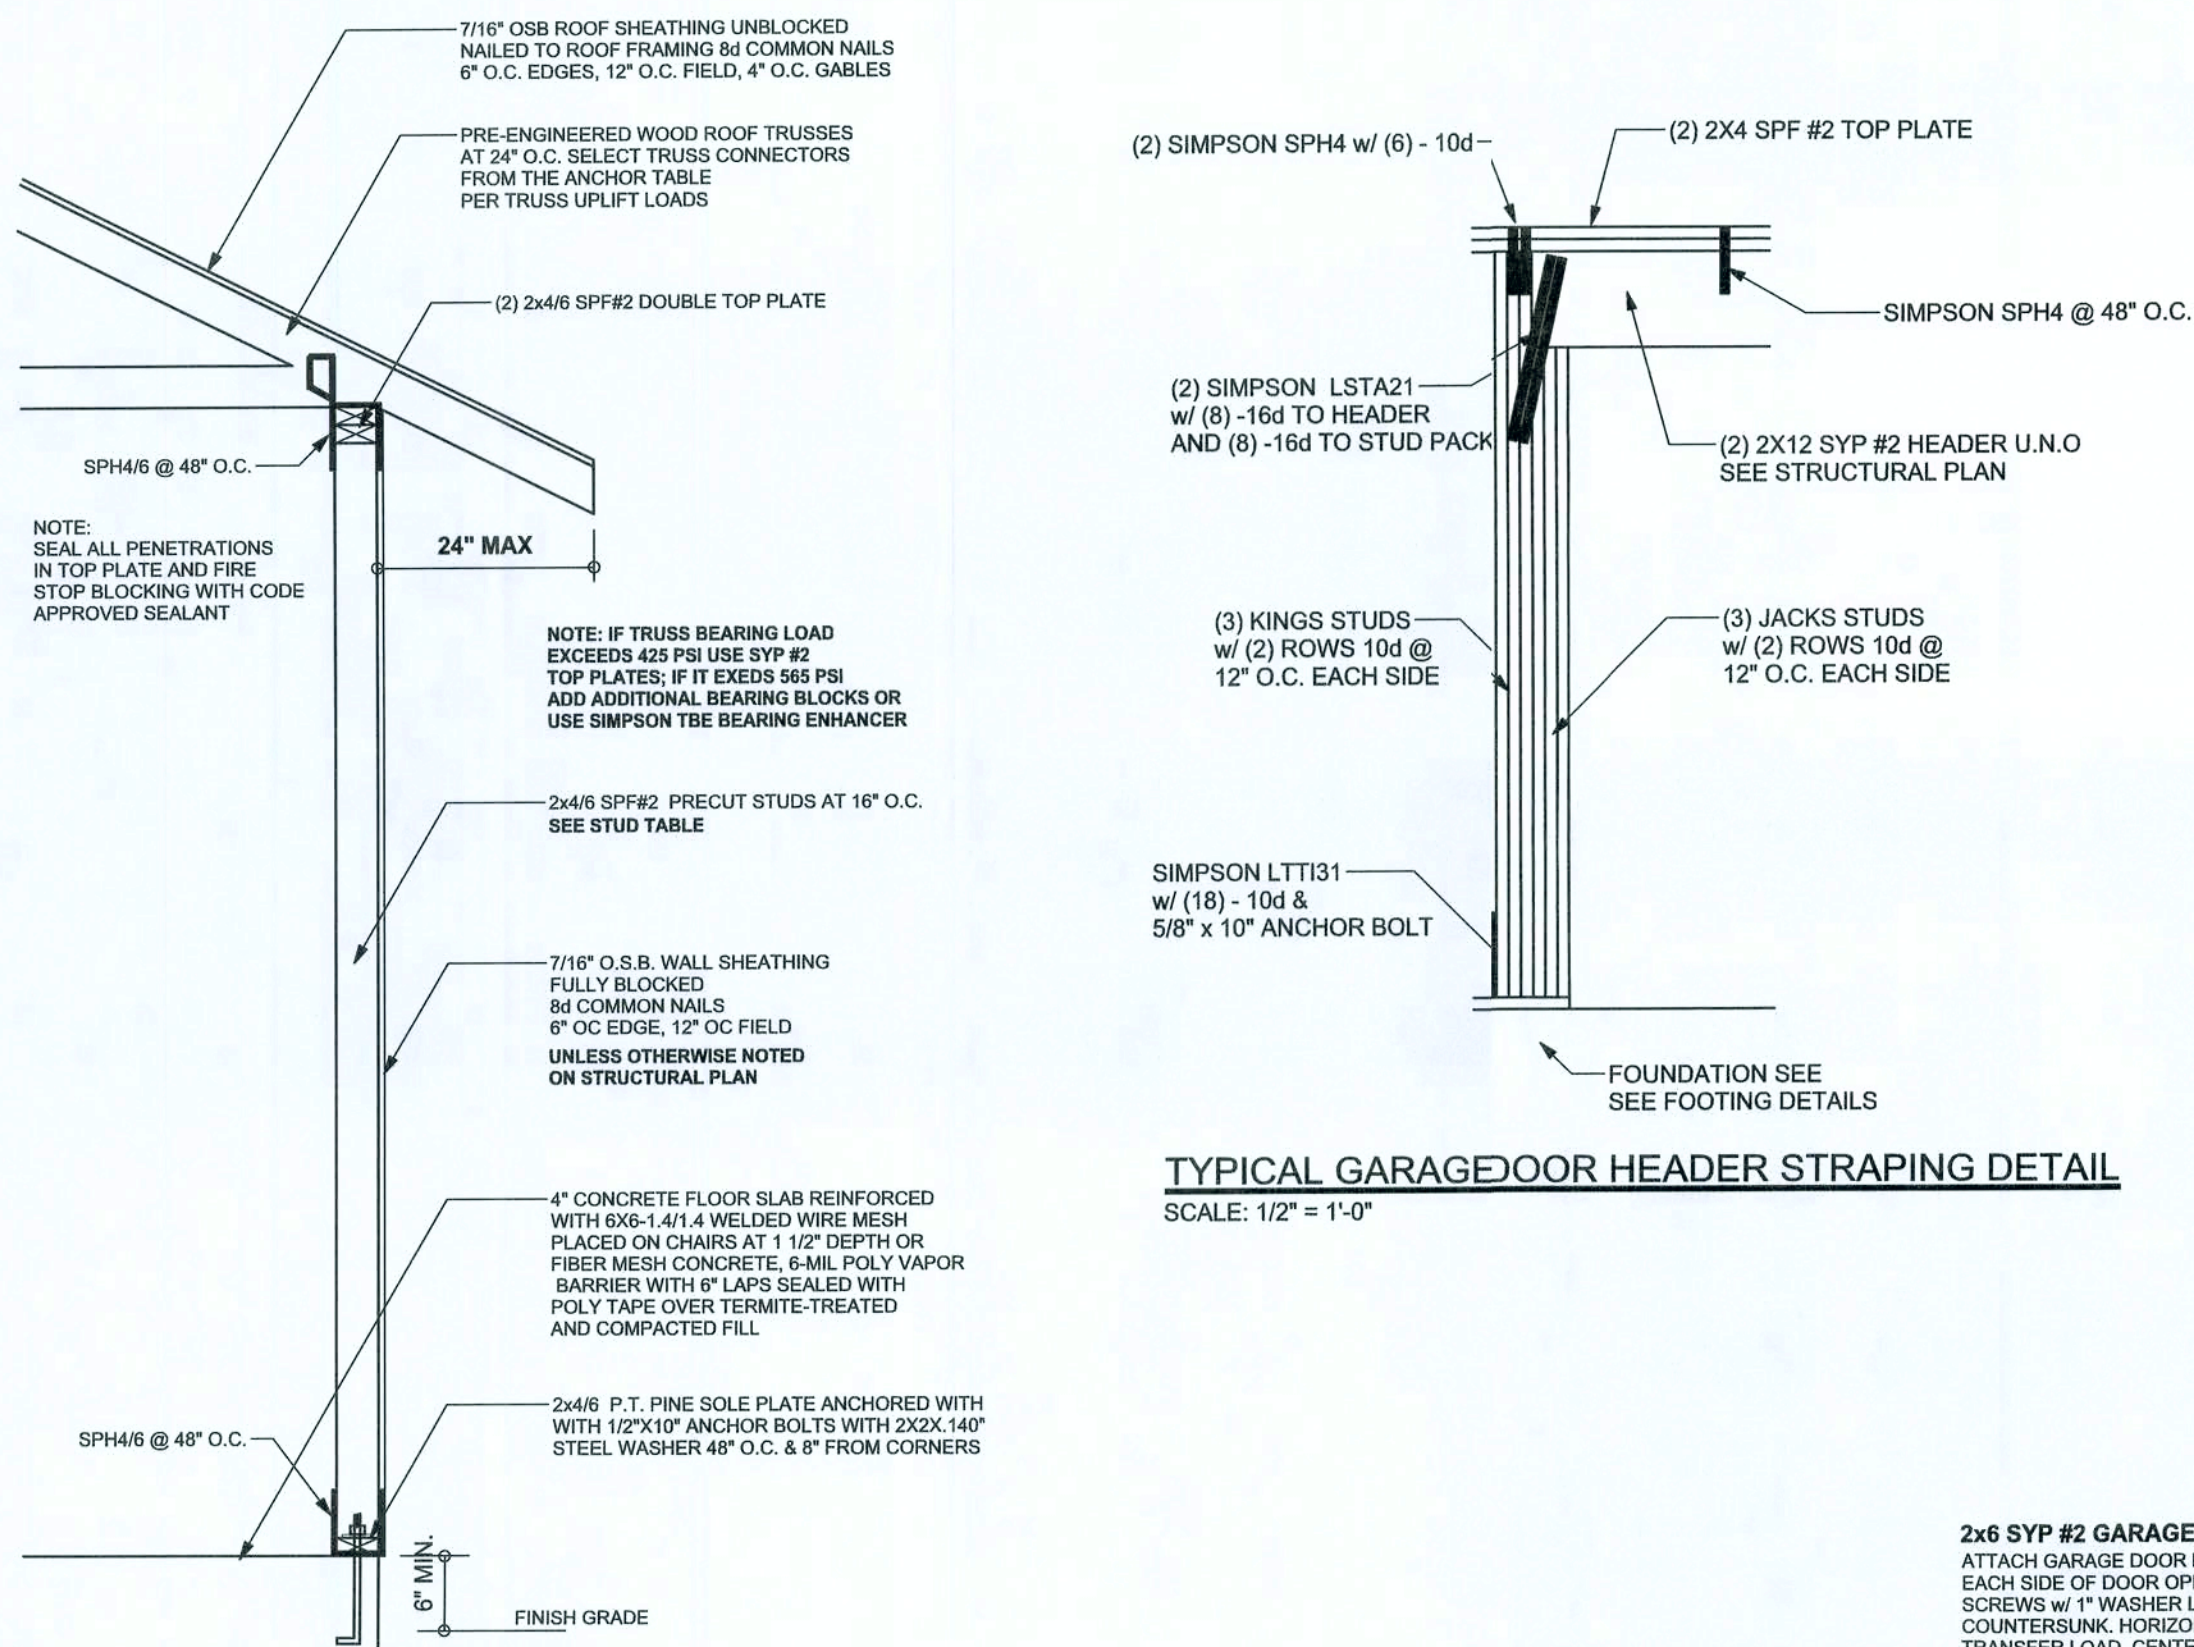 7/16" OSB ROOF SHEATHING UNBLOCKED
NAILED TO ROOF FRAMING 8d COMMON NAILS
6" O.C. EDGES, 12" O.C. FIELD, 4" O.C. GABLES
PRE-ENGINEERED WOOD ROOF TRUSSES
AT 24" O.C. SELECT TRUSS CONNECTORS
FROM THE ANCHOR TABLE
PER TRUSS UPLIFT LOADS
(2) 2x4/6 SPF#2 DOUBLE TOP PLATE
SPH4/6 @ 48" O.C.
NOTE:
SEAL ALL PENETRATIONS
IN TOP PLATE AND FIRE
STOP BLOCKING WITH CODE
APPROVED SEALANT
24" MAX
NOTE: IF TRUSS BEARING LOAD
EXCEEDS 425 PSI USE SYP #2
TOP PLATES; IF IT EXEDS 565 PSI
ADD ADDITIONAL BEARING BLOCKS OR
USE SIMPSON TBE BEARING ENHANCER
2x4/6 SPF#2 PRECUT STUDS AT 16" O.C.
SEE STUD TABLE
7/16" O.S.B. WALL SHEATHING
FULLY BLOCKED
8d COMMON NAILS
6" OC EDGE, 12" OC FIELD
UNLESS OTHERWISE NOTED
ON STRUCTURAL PLAN
4" CONCRETE FLOOR SLAB REINFORCED
WITH 6X6-1.4/1.4 WELDED WIRE MESH
PLACED ON CHAIRS AT 1 1/2" DEPTH OR
FIBER MESH CONCRETE, 6-MIL POLY VAPOR
BARRIER WITH 6" LAPS SEALED WITH
POLY TAPE OVER TERMITE-TREATED
AND COMPACTED FILL
2x4/6 P.T. PINE SOLE PLATE ANCHORED WITH
WITH 1/2"X10" ANCHOR BOLTS WITH 2X2X.140"
STEEL WASHER 48" O.C. & 8" FROM CORNERS
SPH4/6 @ 48" O.C.
6" MIN.
FINISH GRADE
(2) SIMPSON SPH4 w/ (6) - 10d
(2) 2X4 SPF #2 TOP PLATE
SIMPSON SPH4 @ 48" O.C.
(2) SIMPSON LSTA21
w/ (8) -16d TO HEADER
AND (8) -16d TO STUD PACK
(2) 2X12 SYP #2 HEADER U.N.O
SEE STRUCTURAL PLAN
(3) KINGS STUDS
w/ (2) ROWS 10d @
12" O.C. EACH SIDE
(3) JACKS STUDS
w/ (2) ROWS 10d @
12" O.C. EACH SIDE
SIMPSON LTTI31
w/ (18) - 10d &
5/8" x 10" ANCHOR BOLT
FOUNDATION SEE
SEE FOOTING DETAILS
TYPICAL GARAGEDOOR HEADER STRAPING DETAIL
SCALE: 1/2" = 1'-0"
2x6 SYP #2 GARAGE
ATTACH GARAGE DOOR
EACH SIDE OF DOOR
SCREWS w/ 1" WASHER
COUNTERSUNK.
TRANSFER LOAD.